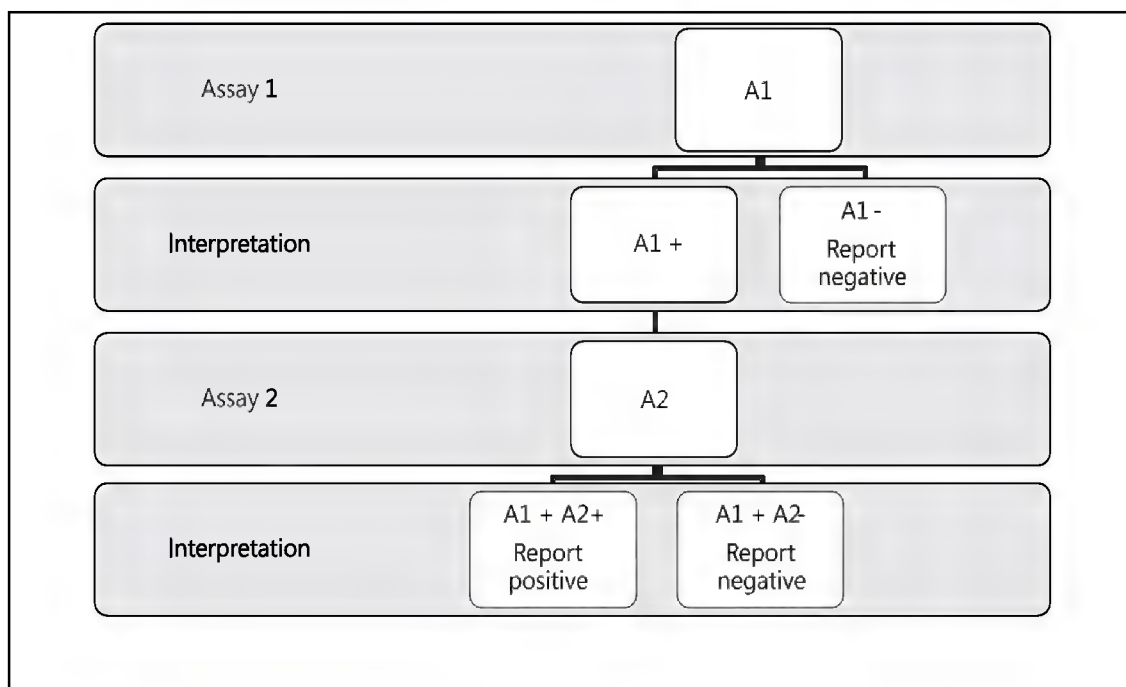 Assay 1
A1
Interpretation
A1 +
A1 -
Report
negative
Assay 2
A2
Interpretation
A1 + A2+
Report
positive
A1 + A2-
Report
negative